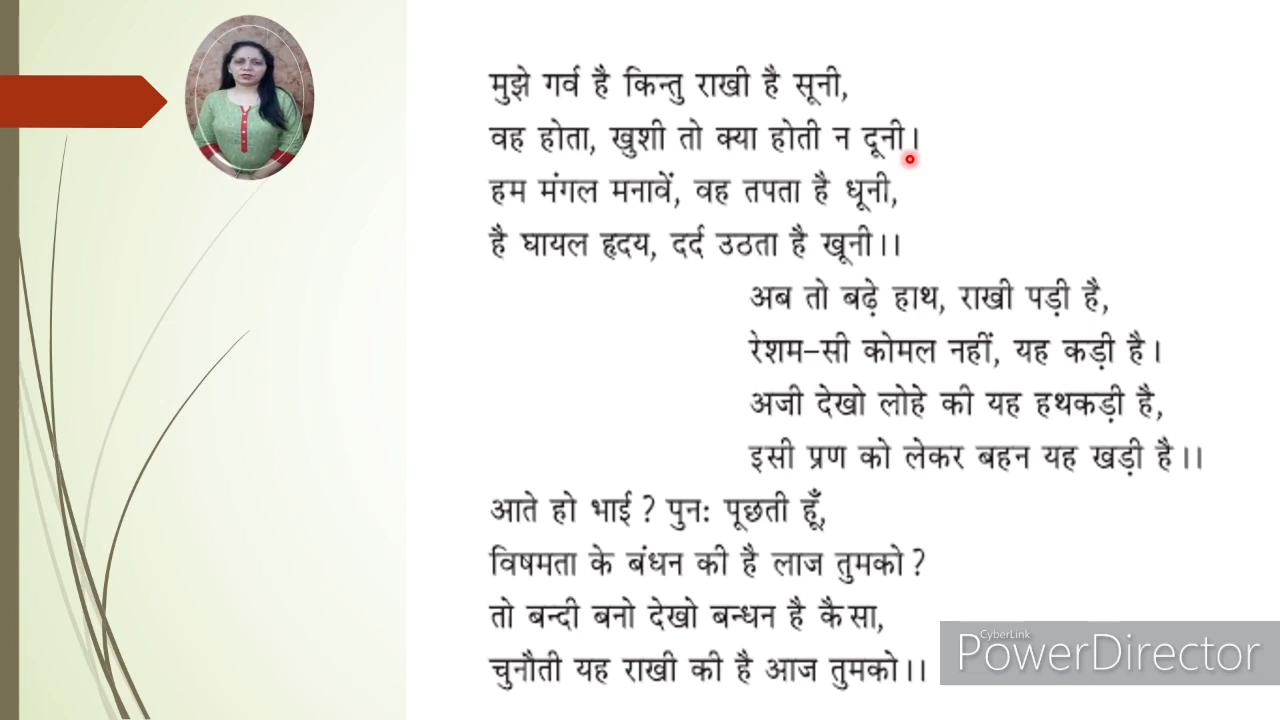 मुझे गर्व है किन्तु राखी है सूनी,
वह होता, खुशी तो क्या होती न दूनी।
हम मंगल मनावें, वह तपता है धूनी,
है घायल हृदय, दर्द उठता है खूनी।।
अब तो बढ़े हाथ, राखी पड़ी है,
रेशम-सी कोमल नहीं, यह कड़ी है।
अजी देखो लोहे की यह हथकड़ी है,
इसी प्रण को लेकर बहन यह खड़ी है।।
आते हो भाई ? पुनः पूछती हूँ,
विषमता के बंधन की है लाज तुमको ?
तो बन्दी बनो देखो बन्धन है कैसा,
चुनौती यह राखी की है आज तुमको।।
CyberLink
PowerDirector